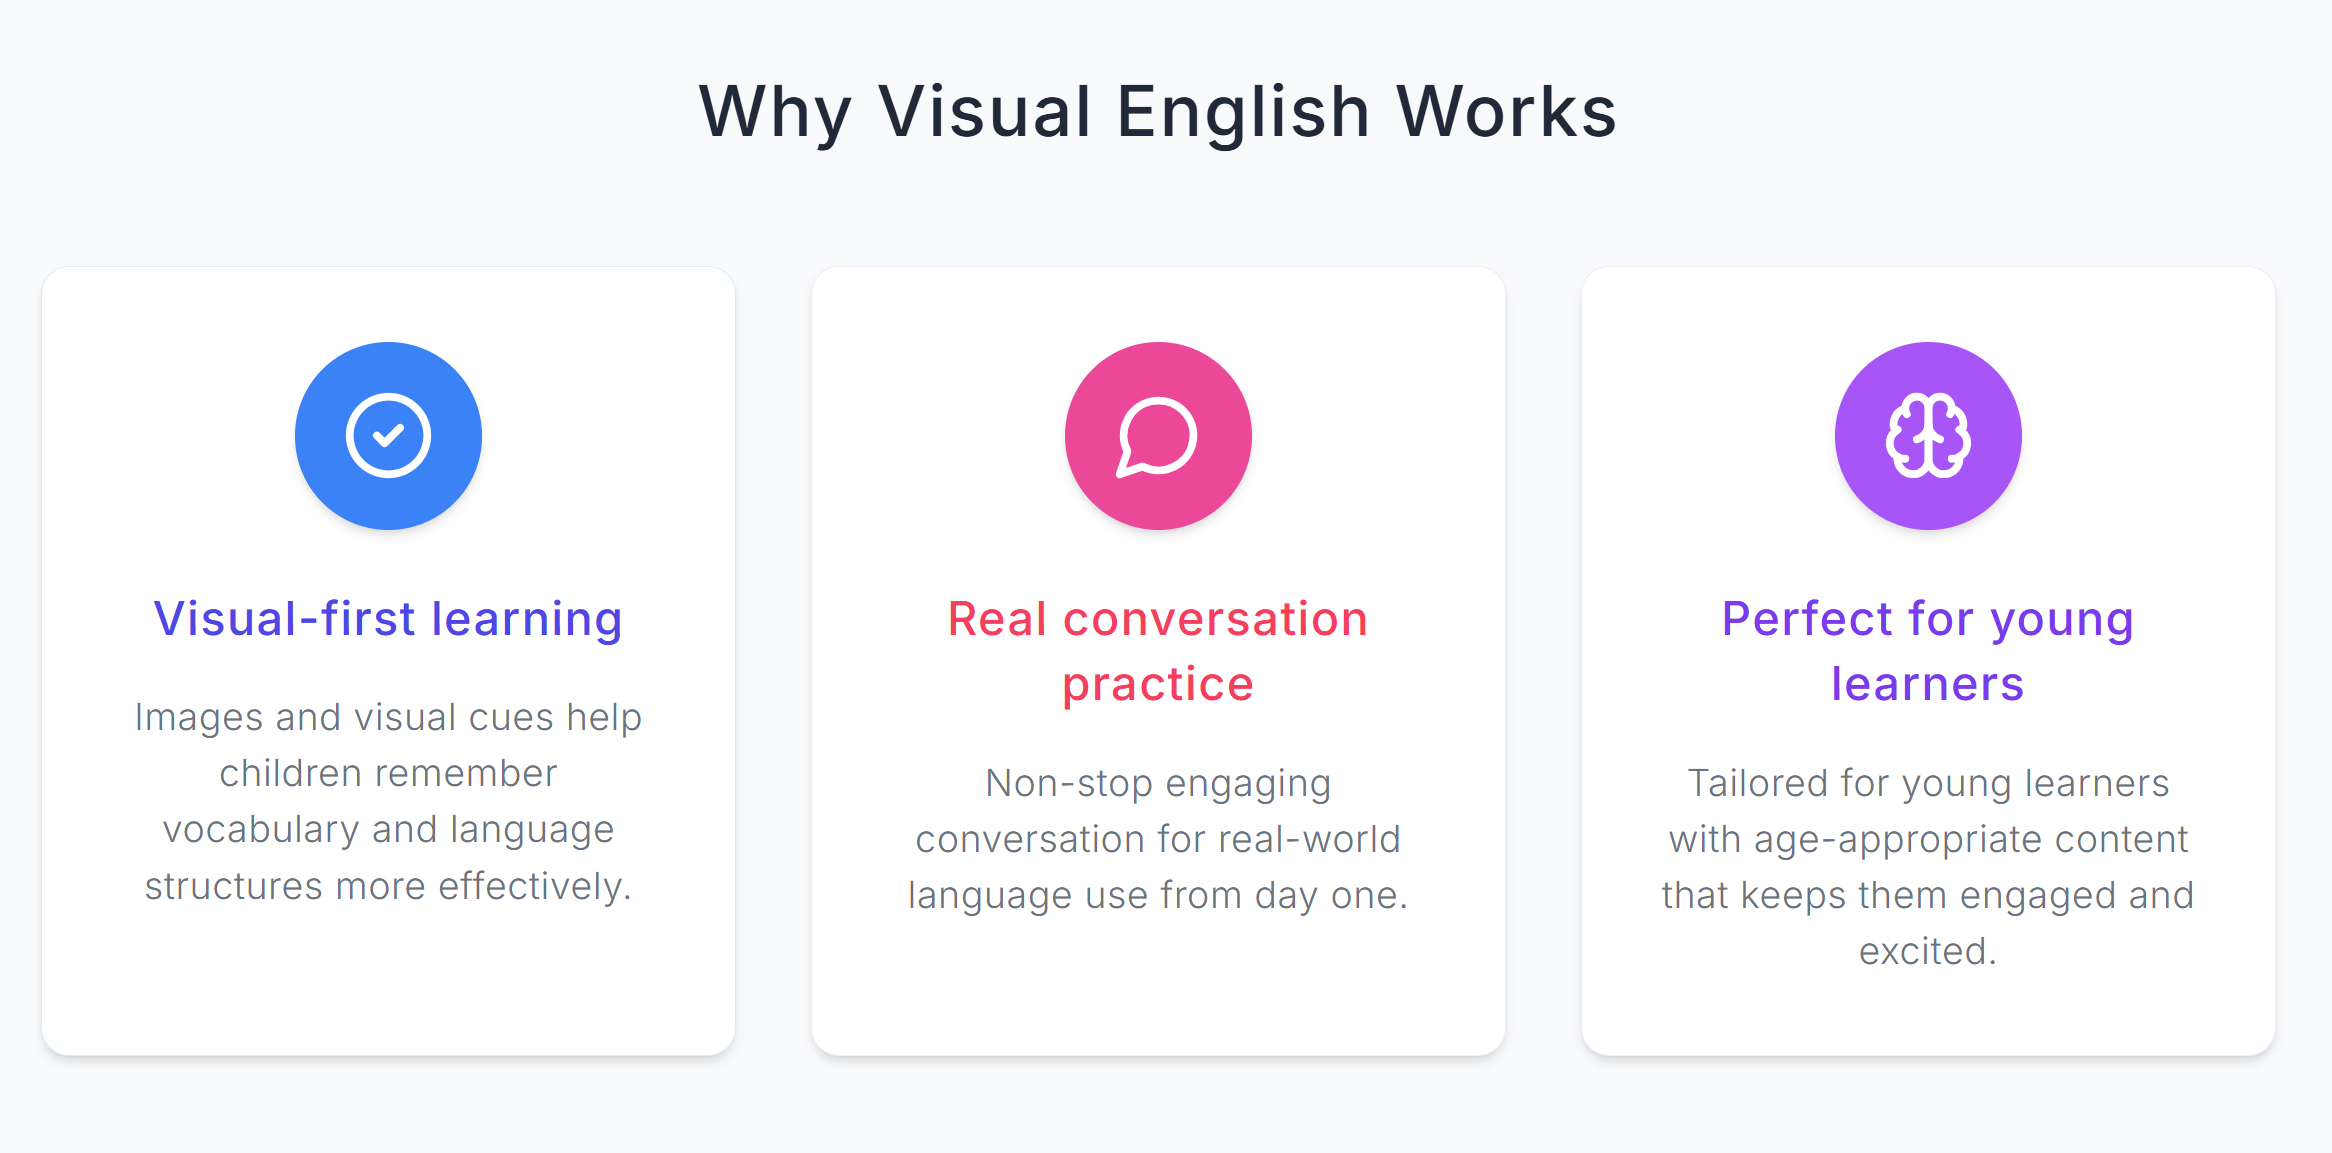 Why Visual English Works
Visual-first learning
Images and visual cues help
children remember
vocabulary and language
structures more effectively.
Real conversation
practice
Non-stop engaging
conversation for real-world
language use from day one.
Perfect for young
learners
Tailored for young learners
with age-appropriate content
that keeps them engaged and
excited.